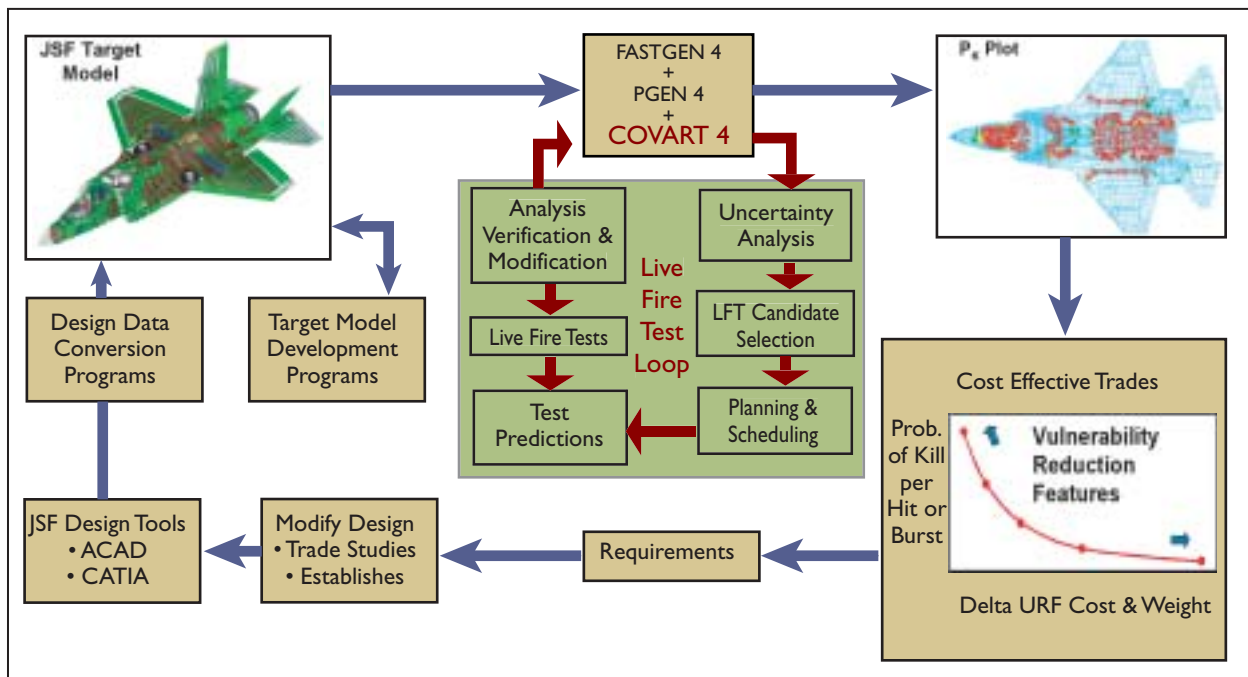 JSF Target
Model
FASTGEN 4
+
PGEN 4
+
COVART 4
Pk Plot
Analysis
Verification &
Modification
Uncertainty
Analysis
Live
Fire
Test
Loop
Live Fire Tests
LFT Candidate
Selection
Test
Predictions
Planning &
Scheduling
Design Data
Conversion
Programs
Target Model
Development
Programs
Cost Effective Trades
Prob.
of Kill
per
Hit or
Burst
Vulnerability
Reduction
Features
Delta URF Cost & Weight
JSF Design Tools
• ACAD
• CATIA
Modify Design
• Trade Studies
• Establishes
Requirements